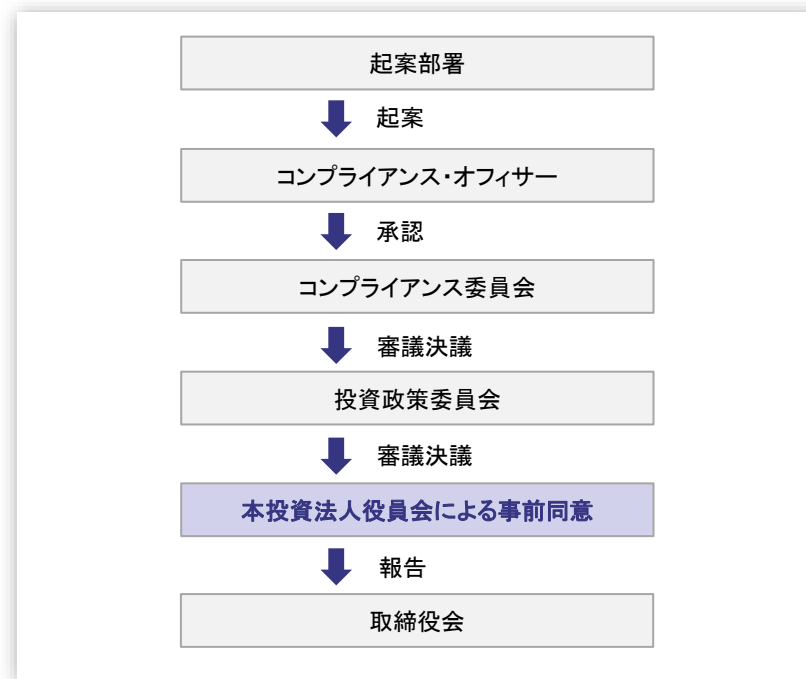 起案部署
起案
コンプライアンス・オフィサー
承認
コンプライアンス委員会
審議決議
投資政策委員会
審議決議
本投資法人役員会による事前同意
報告
取締役会